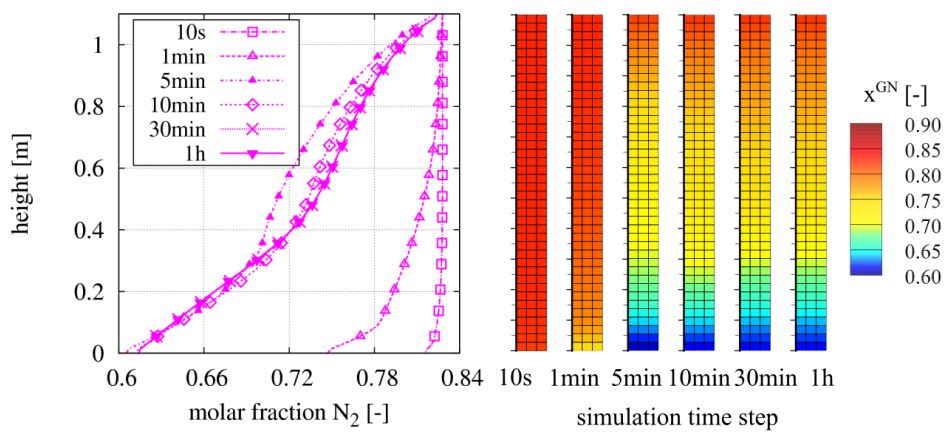 1
0.8
0.6
0.4
0.2
0
height [m]
10s
1min
5min
10min
30min
1h
0.6 0.66 0.72 0.78 0.84
molar fraction N2 [-]
10s 1min 5min 10min 30min 1h
simulation time step
x^GN [-]
0.90
0.85
0.80
0.75
0.70
0.65
0.60